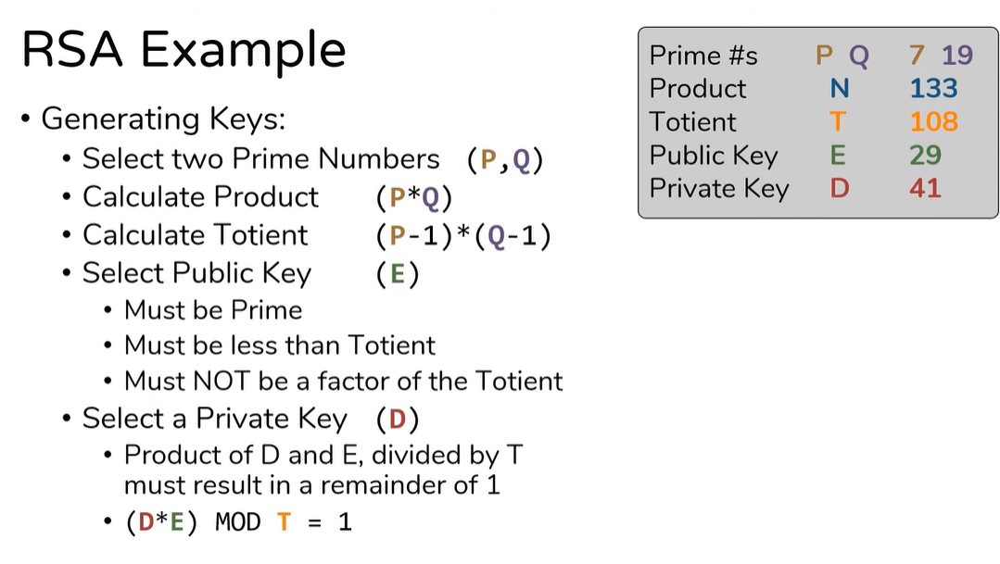 RSA Example
• Generating Keys:
• Select two Prime Numbers (P,Q)
• Calculate Product (P*Q)
• Calculate Totient (P-1)*(Q-1)
• Select Public Key (E)
• Must be Prime
• Must be less than Totient
• Must NOT be a factor of the Totient
• Select a Private Key (D)
• Product of D and E, divided by T
must result in a remainder of 1
• (D*E) MOD T = 1
Prime #s P Q 7 19
Product N 133
Totient T 108
Public Key E 29
Private Key D 41